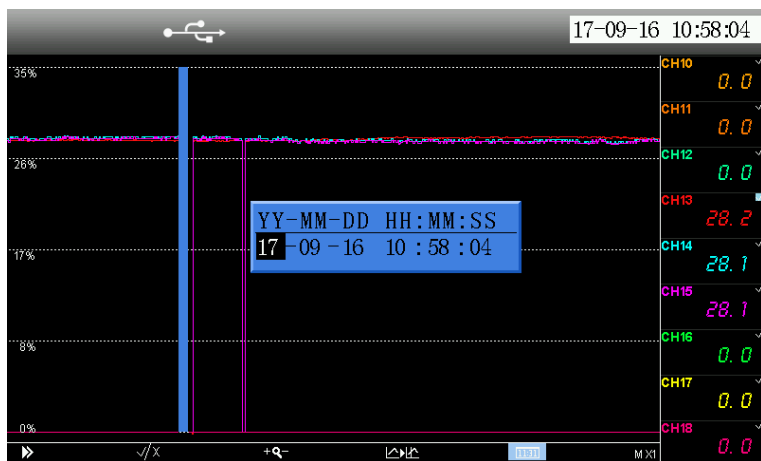 17-09-16 10:58:04
35%
26%
17%
8%
0%
YY-MM-DD HH:MM:SS
17-09-16 10:58:04
CH10
0.0
CH11
0.0
CH12
0.0
CH13
28.2
CH14
28.1
CH15
28.1
CH16
0.0
CH17
0.0
CH18
0.0
√/X
+-
11:11
M X1